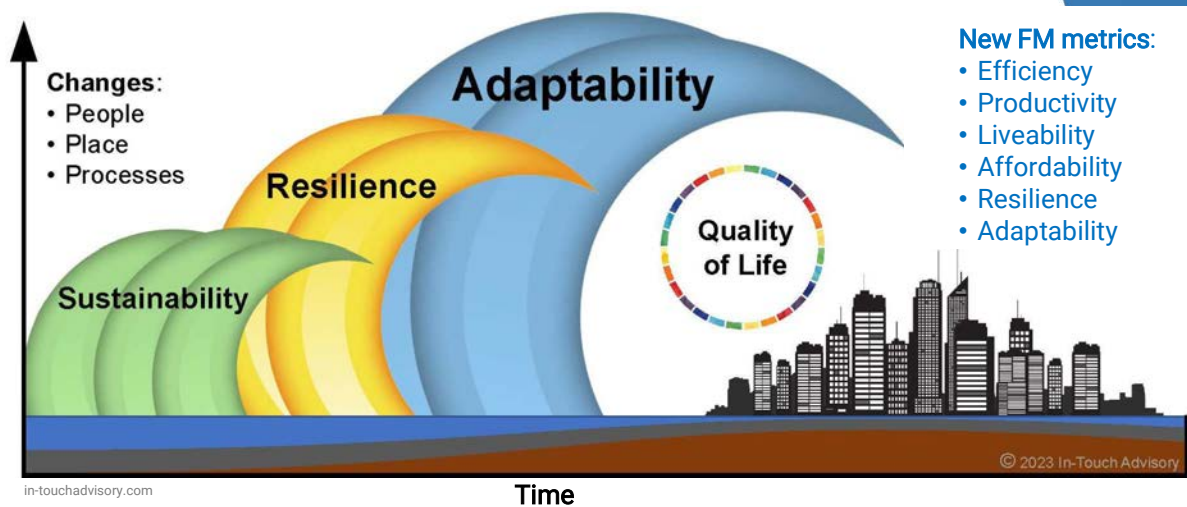 Changes:
• People
• Place
• Processes
Adaptability
Resilience
Sustainability
Quality
of Life
New FM metrics:
• Efficiency
• Productivity
• Liveability
• Affordability
• Resilience
• Adaptability
© 2023 In-Touch Advisory
in-touchadvisory.com
Time